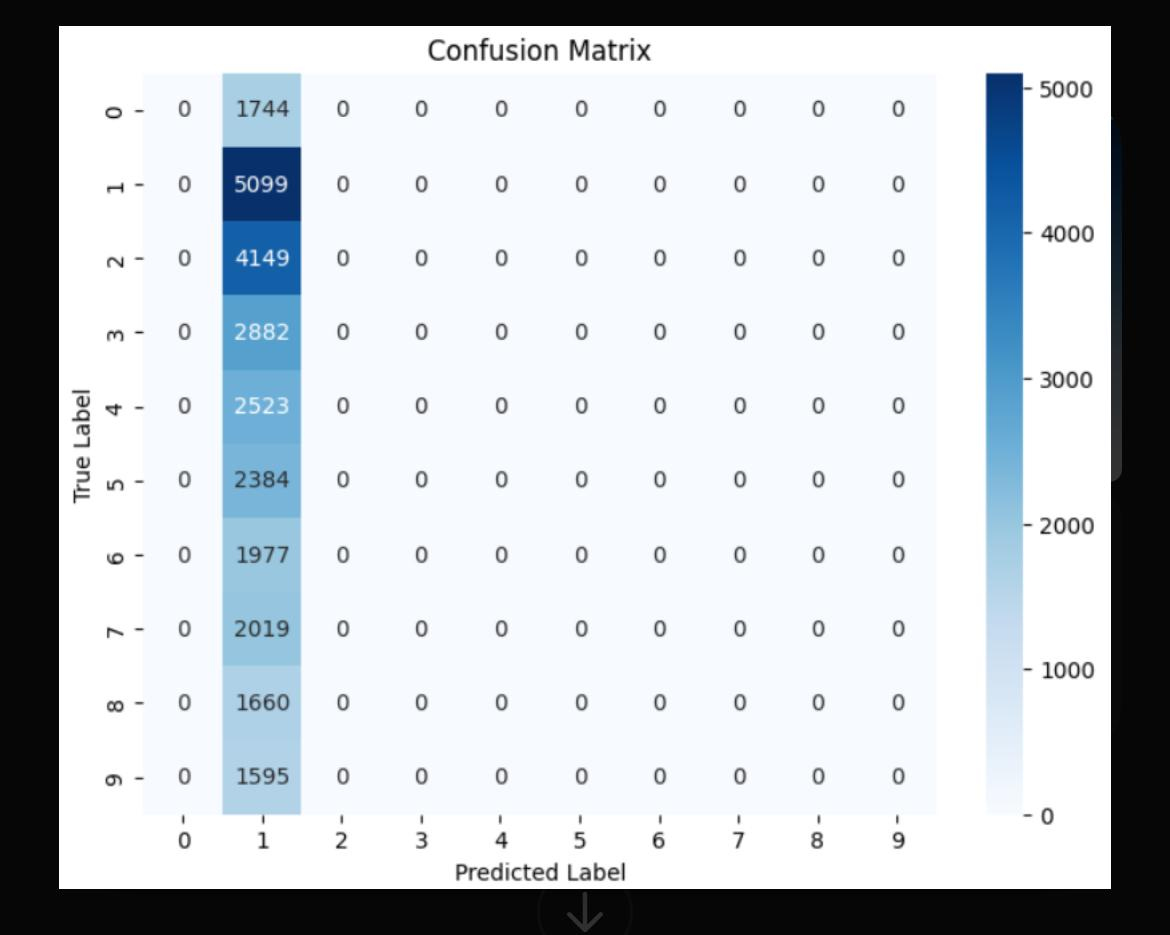 Confusion Matrix
0 0 1744 0 0 0 0 0 0 0 0
1 0 5099 0 0 0 0 0 0 0 0
2 0 4149 0 0 0 0 0 0 0 0
3 0 2882 0 0 0 0 0 0 0 0
4 0 2523 0 0 0 0 0 0 0 0
5 0 2384 0 0 0 0 0 0 0 0
6 0 1977 0 0 0 0 0 0 0 0
7 0 2019 0 0 0 0 0 0 0 0
8 0 1660 0 0 0 0 0 0 0 0
9 0 1595 0 0 0 0 0 0 0 0
True Label
0 1 2 3 4 5 6 7 8 9
Predicted Label
5000
4000
3000
2000
1000
0